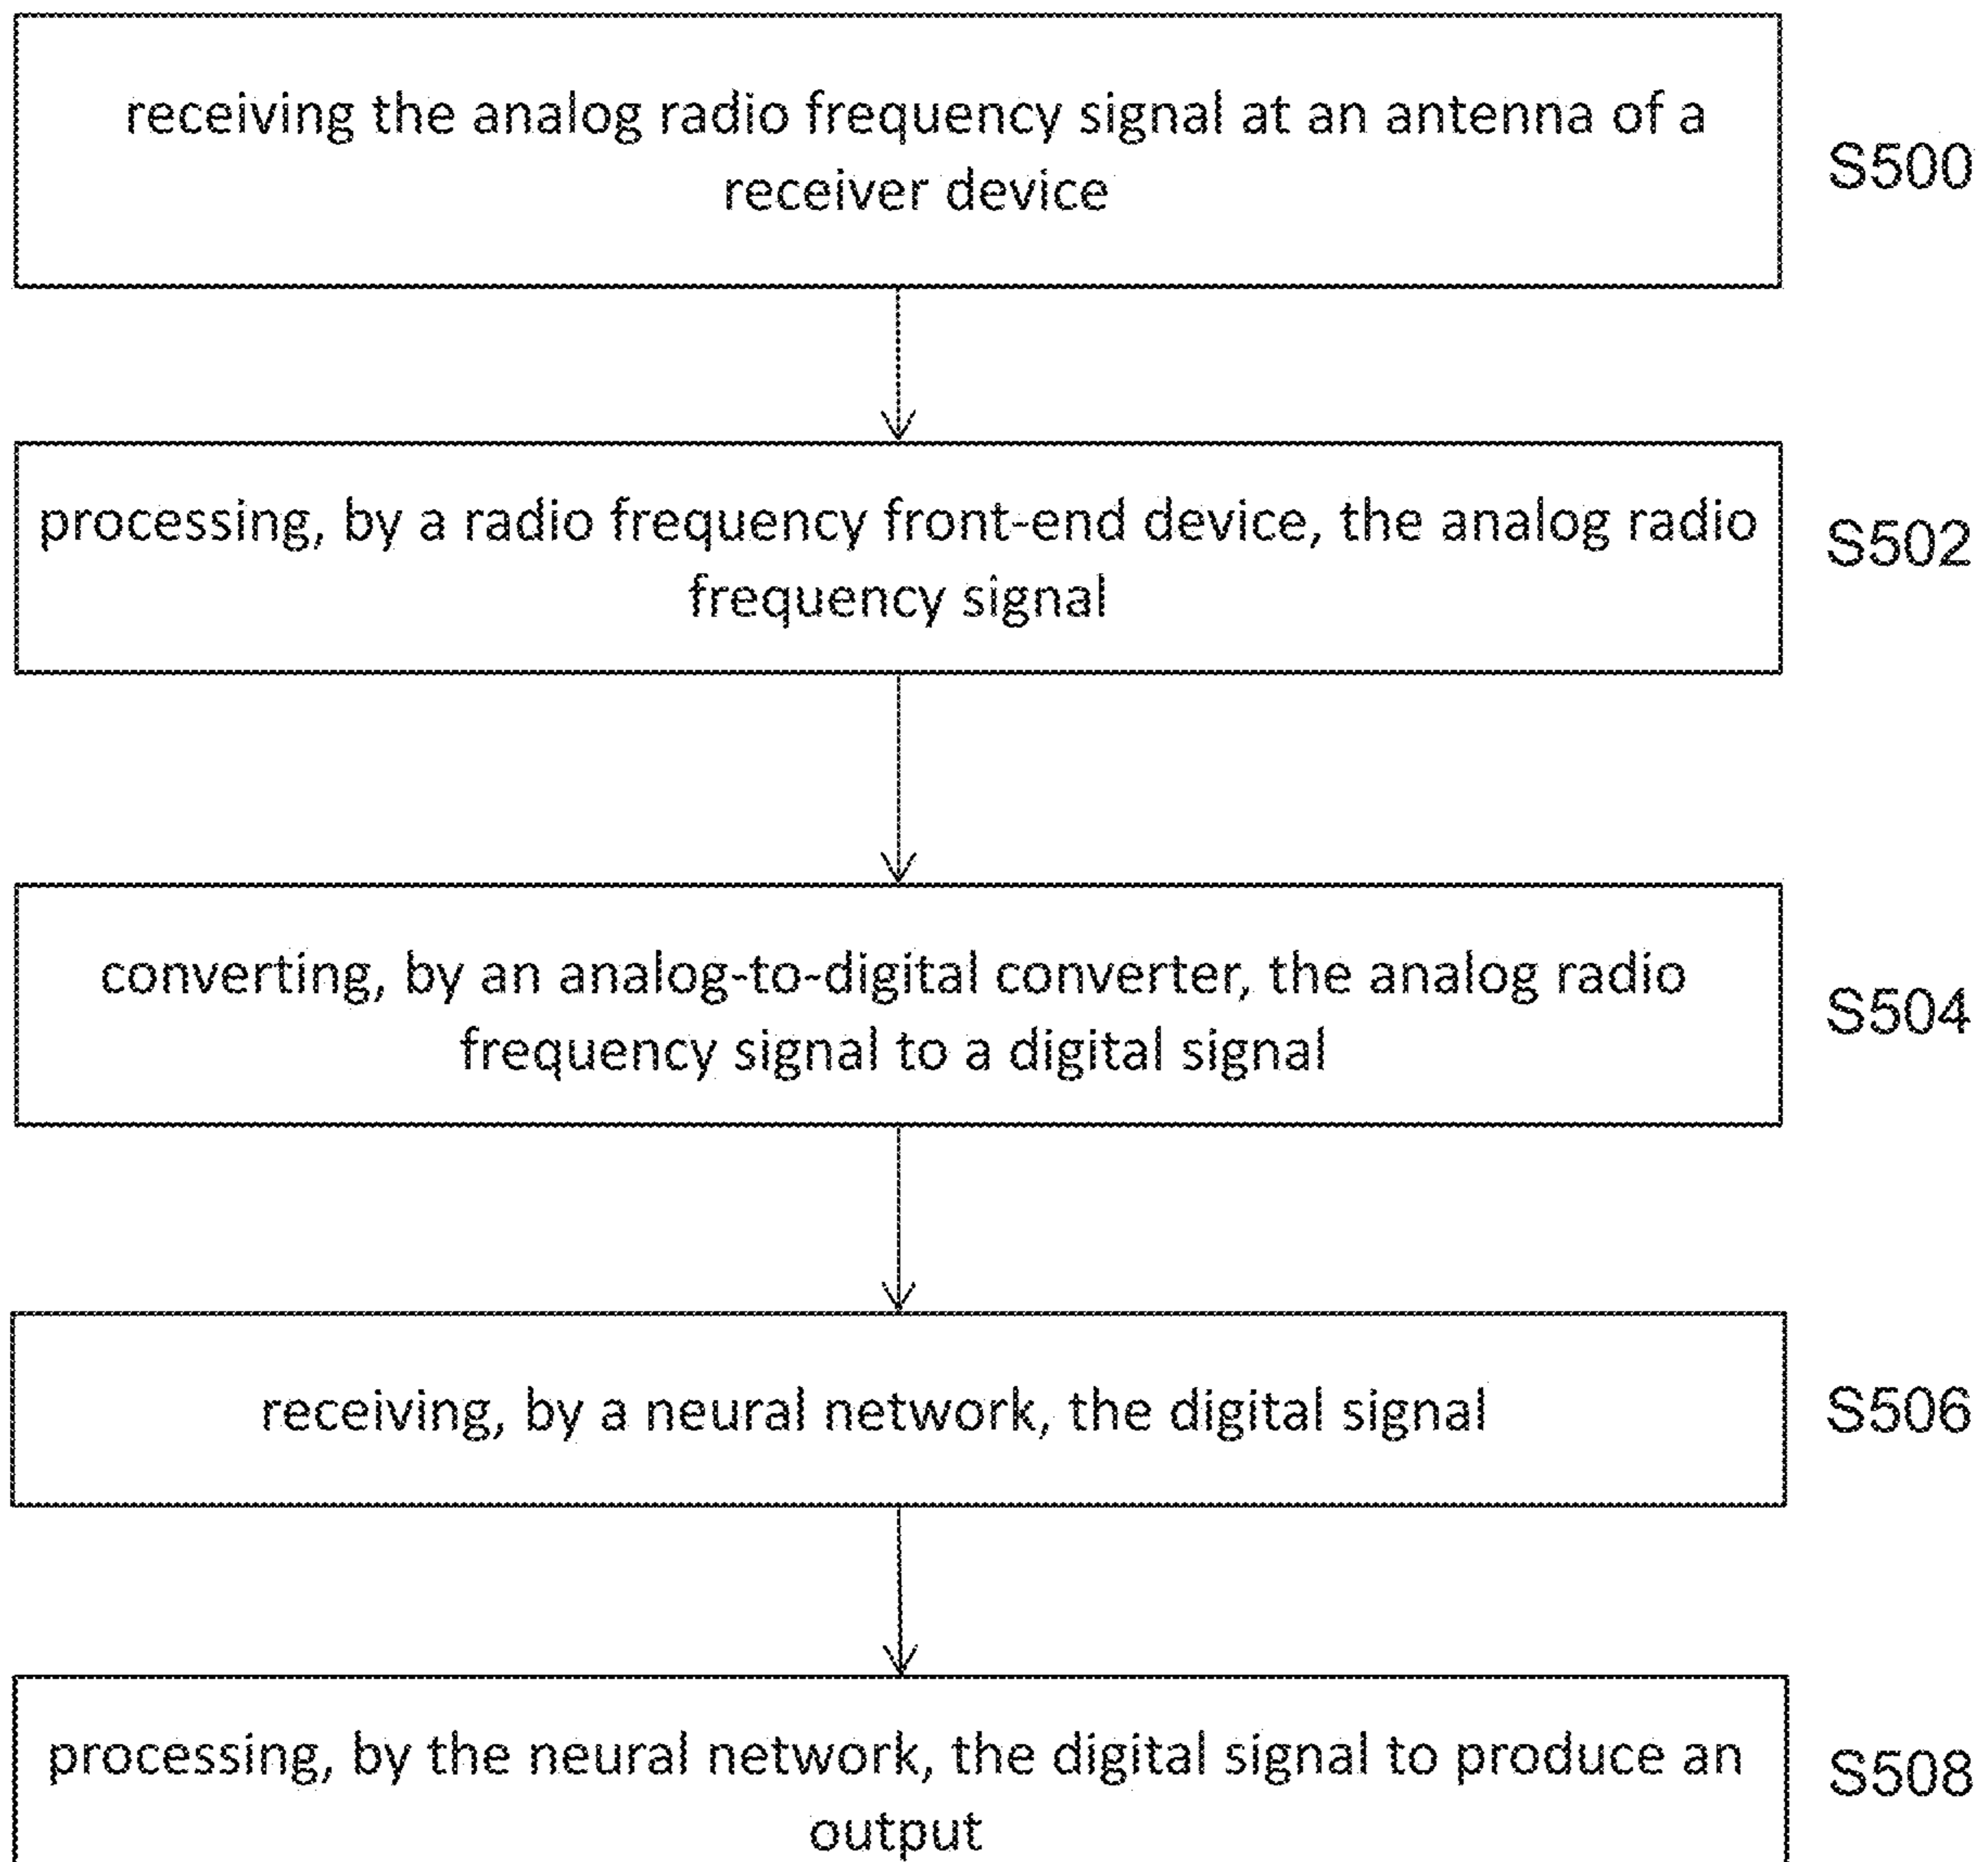 receiving the analog radio frequency signal at an antenna of a
receiver device
S500
processing, by a radio frequency front-end device, the analog radio
frequency signal
S502
converting, by an analog-to-digital converter, the analog radio
frequency signal to a digital signal
S504
receiving, by a neural network, the digital signal
S506
processing, by the neural network, the digital signal to produce an
output
S508